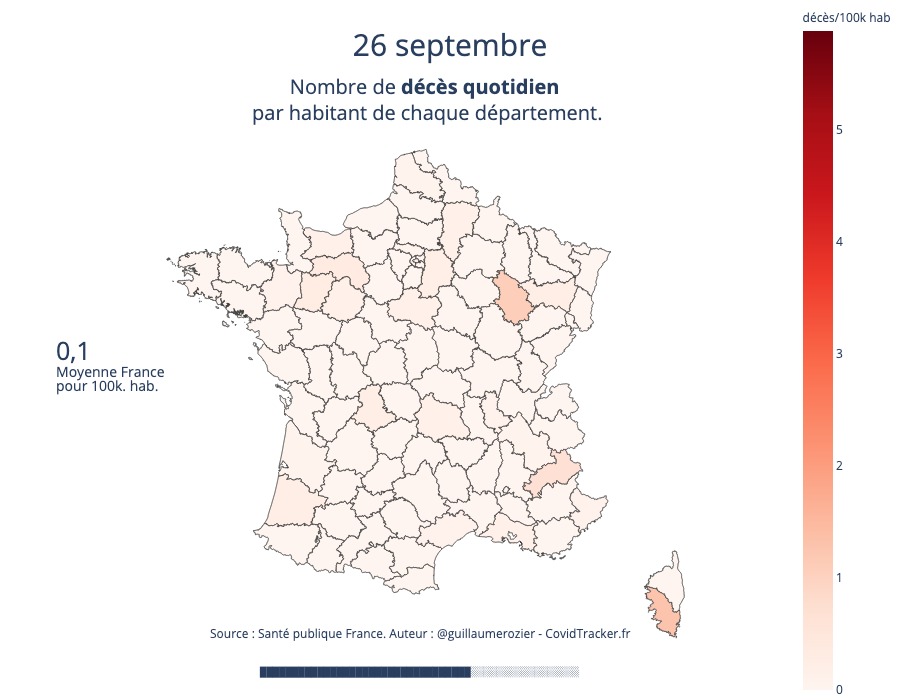 décès/100k hab
26 septembre
Nombre de décès quotidien
par habitant de chaque département.
5
4
3
2
1
0
0,1
Moyenne France
pour 100k. hab.
Source : Santé publique France. Auteur : @guillaumerozier - CovidTracker.fr